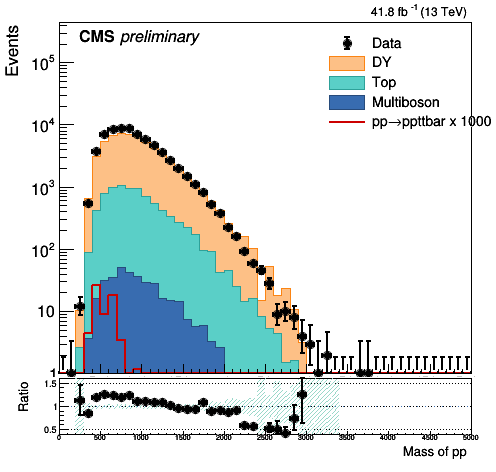 41.8 fb⁻¹ (13 TeV)
CMS preliminary
Events
Data
DY
Top
Multiboson
pp→ppttbar x 1000
10⁵
10⁴
10³
10²
10
1
Ratio
1.5
1
0.5
0 500 1000 1500 2000 2500 3000 3500 4000 4500 5000
Mass of pp